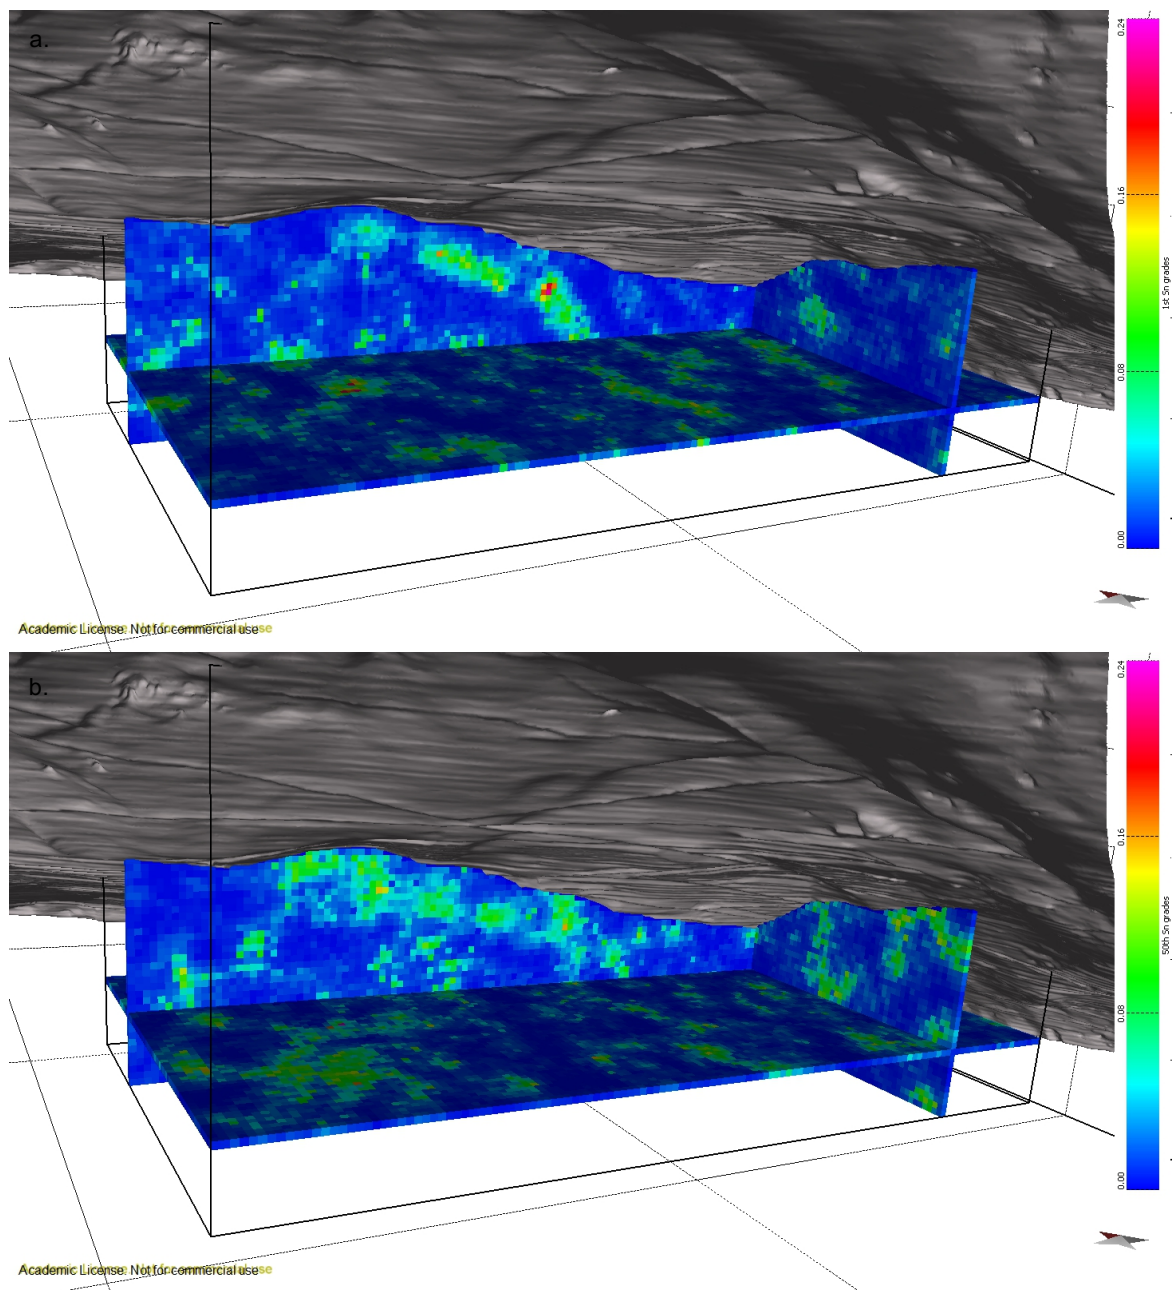 a.
0.24
0.16
1st Sn grades
0.08
0.00
Academic License. Not for commercial use
b.
0.24
0.16
50th Sn grades
0.08
0.00
Academic License. Not for commercial use